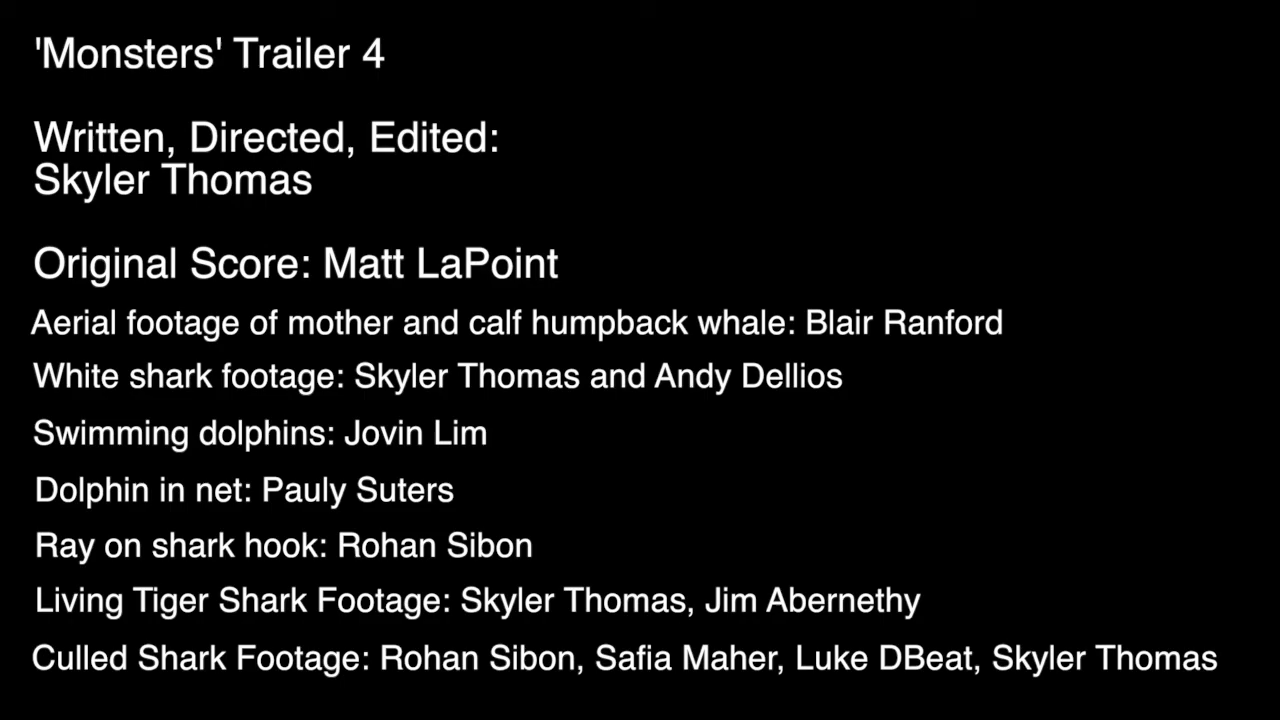 'Monsters' Trailer 4
Written, Directed, Edited:
Skyler Thomas
Original Score: Matt LaPoint
Aerial footage of mother and calf humpback whale: Blair Ranford
White shark footage: Skyler Thomas and Andy Dellios
Swimming dolphins: Jovin Lim
Dolphin in net: Pauly Suters
Ray on shark hook: Rohan Sibon
Living Tiger Shark Footage: Skyler Thomas, Jim Abernethy
Culled Shark Footage: Rohan Sibon, Safia Maher, Luke DBeat, Skyler Thomas